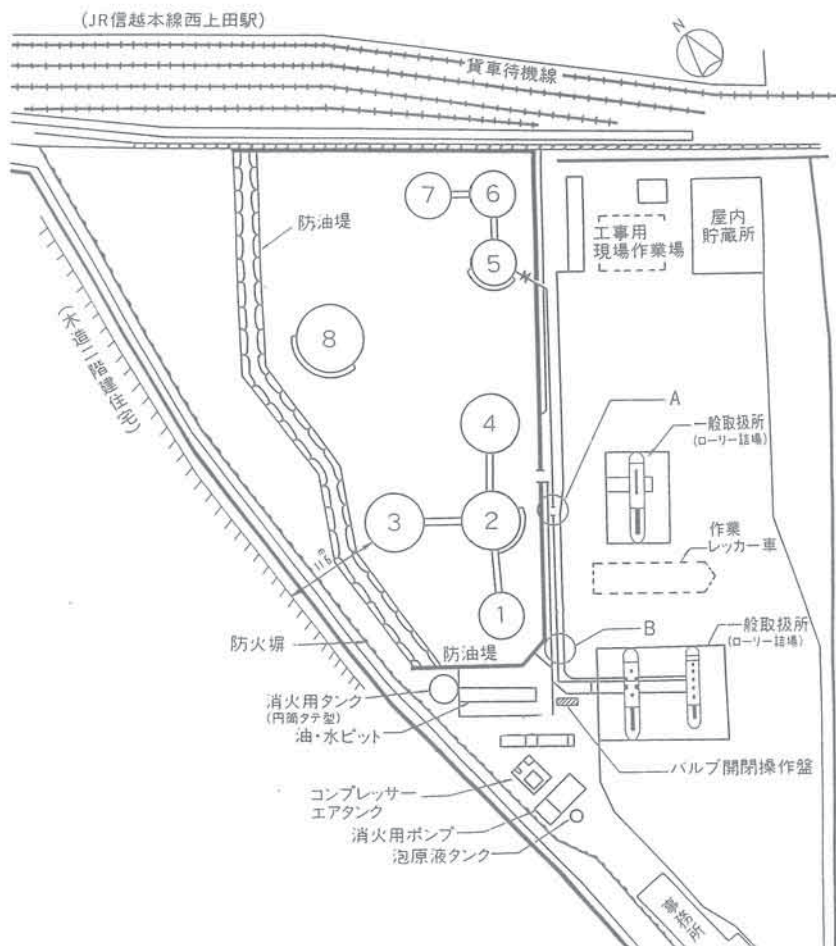 (JR信越本線西上田駅)
N
貨車待機線
防油堤
7
6
5
工事用
現場作業場
屋内
貯蔵所
(木造二階建住宅)
8
A
4
一般取扱所
(ローリー詰場)
3
2
作業
レッカー車
1
防火塀
防油堤
B
一般取扱所
(ローリー詰場)
消火用タンク
(円筒タテ型)
油・水ピット
バルブ開閉操作盤
コンプレッサー
エアタンク
消火用ポンプ
泡原液タンク
事務所